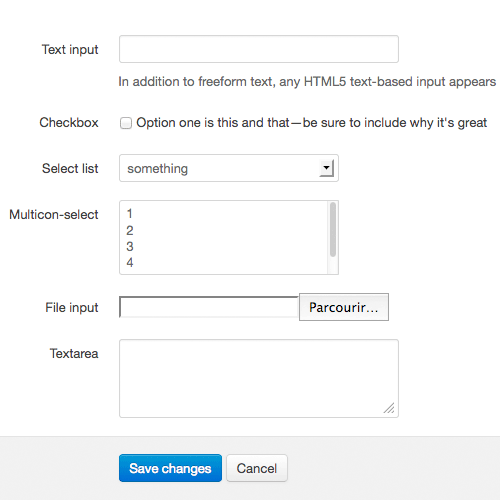 Text input
In addition to freeform text, any HTML5 text-based input appears
Checkbox Option one is this and that—be sure to include why it's great
Select list something
Multicon-select
1
2
3
4
File input Parcourir...
Textarea
Save changes Cancel